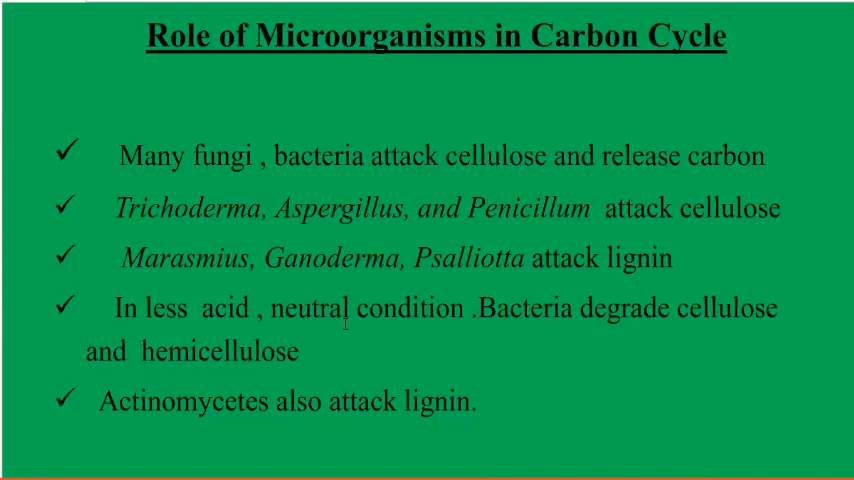 Role of Microorganisms in Carbon Cycle
✓ Many fungi , bacteria attack cellulose and release carbon
✓ Trichoderma, Aspergillus, and Penicillum attack cellulose
✓ Marasmius, Ganoderma, Psalliotta attack lignin
✓ In less acid , neutral condition .Bacteria degrade cellulose
and hemicellulose
✓ Actinomycetes also attack lignin.